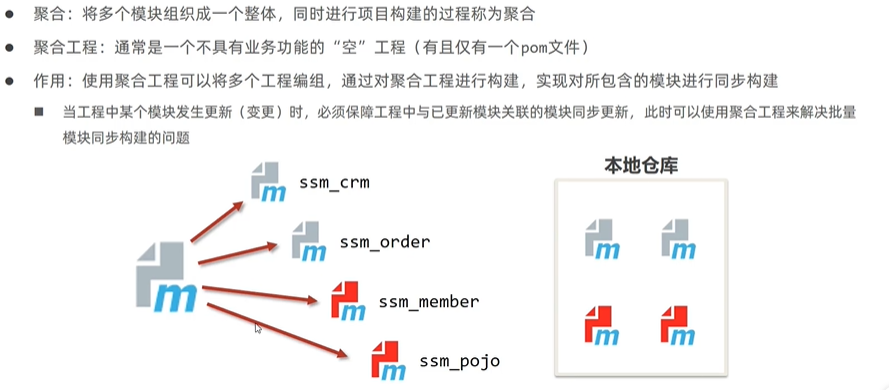 聚合：将多个模块组织成一个整体，同时进行项目构建的过程称为聚合
聚合工程：通常是一个不具有业务功能的“空”工程（有且仅有一个pom文件）
作用：使用聚合工程可以将多个工程编组，通过对聚合工程进行构建，实现对所包含的模块进行同步构建
当工程中某个模块发生更新（变更）时，必须保障工程中与已更新模块关联的模块同步更新，此时可以使用聚合工程来解决批量
模块同步构建的问题
本地仓库
m ssm_crm
m ssm_order
m
m ssm_member
m ssm_pojo
m m
m m